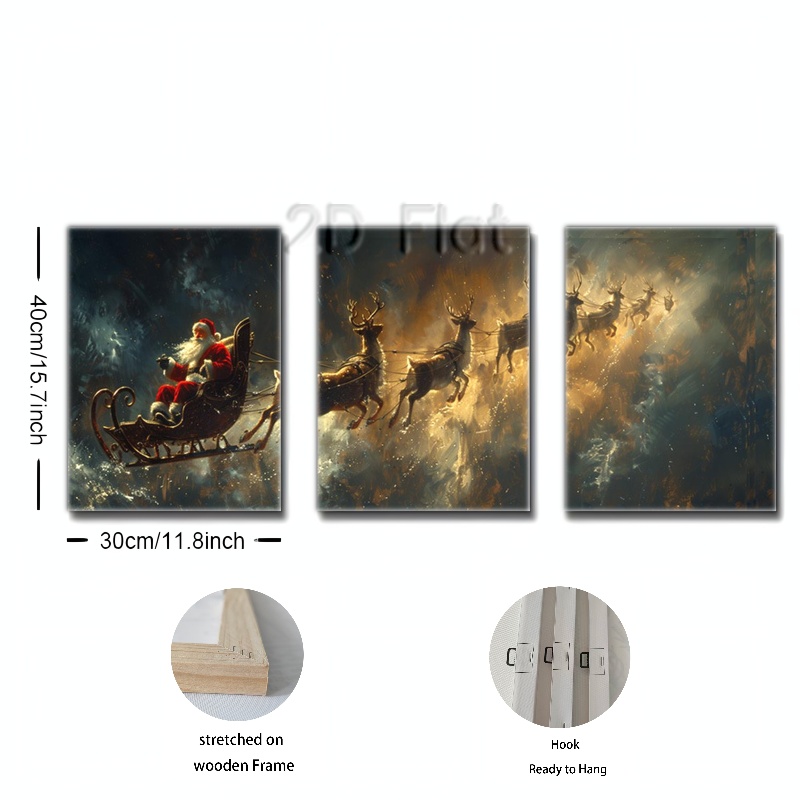 2D Flat
40cm/15.7inch
30cm/11.8inch
stretched on
wooden Frame
Hook
Ready to Hang